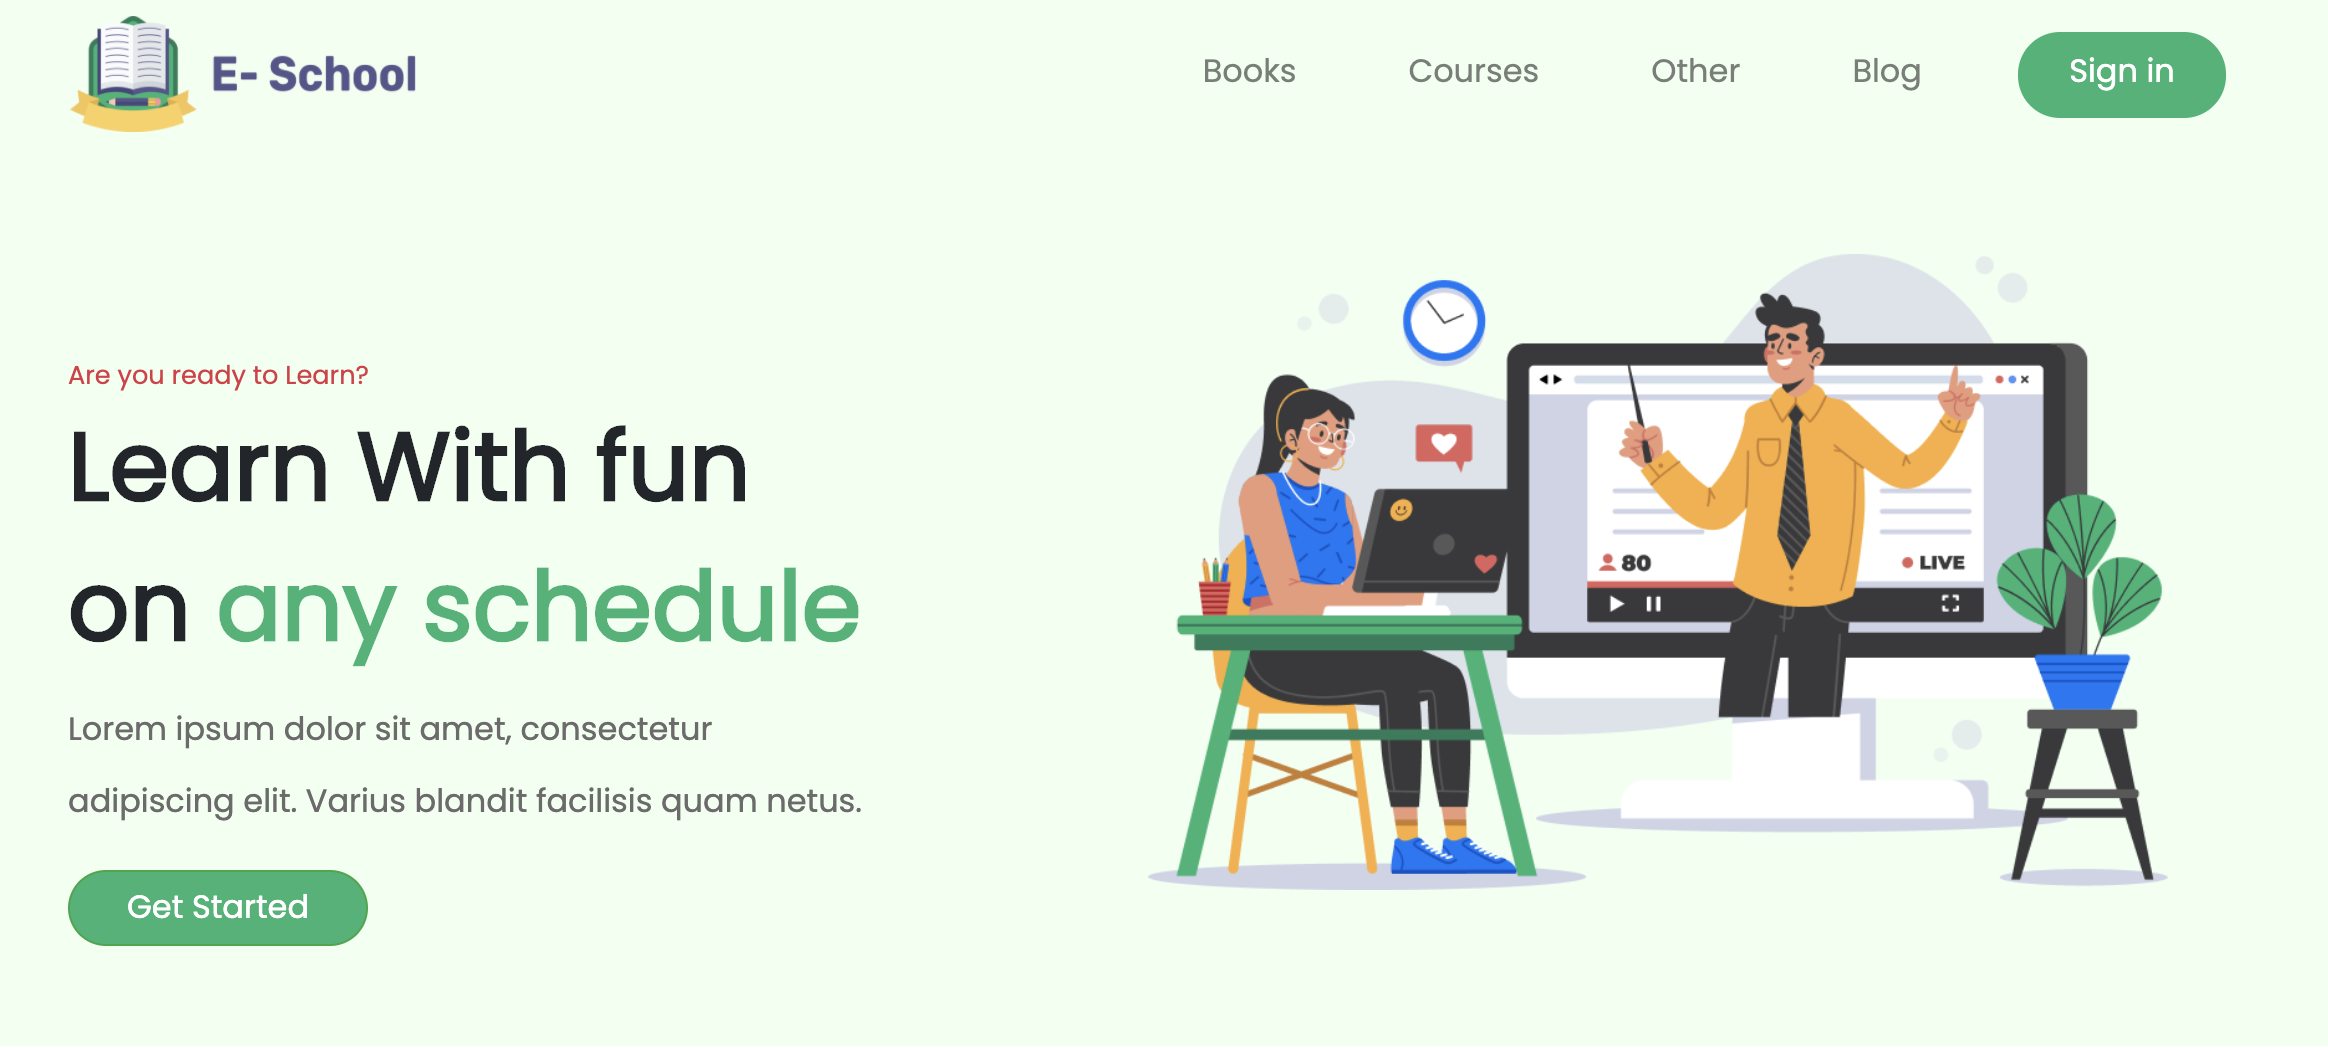 E- School
Books
Courses
Other
Blog
Sign in
Are you ready to Learn?
Learn With fun
on any schedule
Lorem ipsum dolor sit amet, consectetur
adipiscing elit. Varius blandit facilisis quam netus.
Get Started
80
LIVE